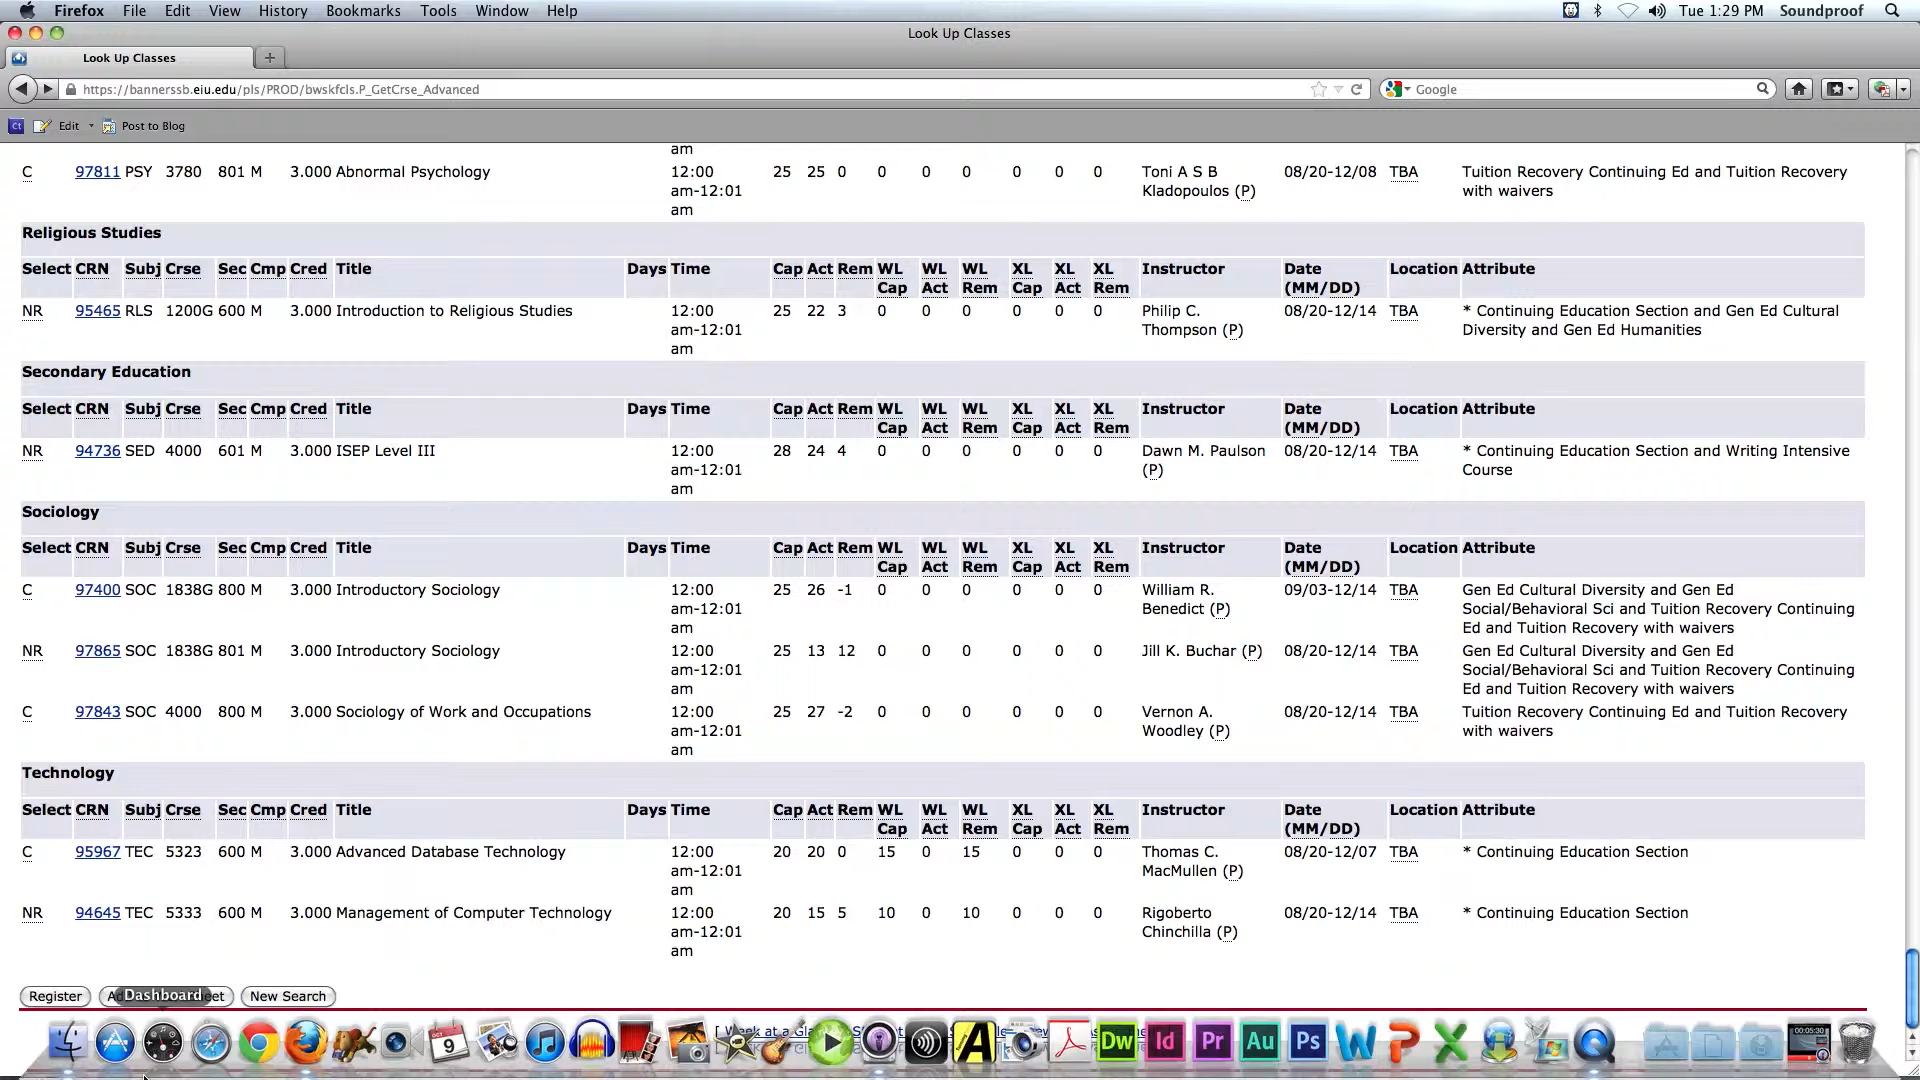 Firefox File Edit View History Bookmarks Tools Window Help Tue 1:29 PM Soundproof
Look Up Classes
Look Up Classes
https://bannerssb.eiu.edu/pls/PROD/bwskfcls.P_GetCrse_Advanced Google
Ct Edit Post to Blog
am
C 97811 PSY 3780 801 M 3.000 Abnormal Psychology 12:00 25 25 0 0 0 0 0 0 0 Toni A S B 08/20-12/08 TBA Tuition Recovery Continuing Ed and Tuition Recovery
am-12:01 Kladopoulos (P) with waivers
am
Religious Studies
Select CRN Subj Crse Sec Cmp Cred Title Days Time Cap Act Rem WL WL WL XL XL XL Instructor Date Location Attribute
Cap Act Rem Cap Act Rem (MM/DD)
NR 95465 RLS 1200G 600 M 3.000 Introduction to Religious Studies 12:00 25 22 3 0 0 0 0 0 0 Philip C. 08/20-12/14 TBA * Continuing Education Section and Gen Ed Cultural
am-12:01 Thompson (P) Diversity and Gen Ed Humanities
am
Secondary Education
Select CRN Subj Crse Sec Cmp Cred Title Days Time Cap Act Rem WL WL WL XL XL XL Instructor Date Location Attribute
Cap Act Rem Cap Act Rem (MM/DD)
NR 94736 SED 4000 601 M 3.000 ISEP Level III 12:00 28 24 4 0 0 0 0 0 0 Dawn M. Paulson 08/20-12/14 TBA * Continuing Education Section and Writing Intensive
am-12:01 (P) Course
am
Sociology
Select CRN Subj Crse Sec Cmp Cred Title Days Time Cap Act Rem WL WL WL XL XL XL Instructor Date Location Attribute
Cap Act Rem Cap Act Rem (MM/DD)
C 97400 SOC 1838G 800 M 3.000 Introductory Sociology 12:00 25 26 -1 0 0 0 0 0 0 William R. 09/03-12/14 TBA Gen Ed Cultural Diversity and Gen Ed
am-12:01 Benedict (P) Social/Behavioral Sci and Tuition Recovery Continuing
am Ed and Tuition Recovery with waivers
NR 97865 SOC 1838G 801 M 3.000 Introductory Sociology 12:00 25 13 12 0 0 0 0 0 0 Jill K. Buchar (P) 08/20-12/14 TBA Gen Ed Cultural Diversity and Gen Ed
am-12:01 Social/Behavioral Sci and Tuition Recovery Continuing
am Ed and Tuition Recovery with waivers
C 97843 SOC 4000 800 M 3.000 Sociology of Work and Occupations 12:00 25 27 -2 0 0 0 0 0 0 Vernon A. 08/20-12/14 TBA Tuition Recovery Continuing Ed and Tuition Recovery
am-12:01 Woodley (P) with waivers
am
Technology
Select CRN Subj Crse Sec Cmp Cred Title Days Time Cap Act Rem WL WL WL XL XL XL Instructor Date Location Attribute
Cap Act Rem Cap Act Rem (MM/DD)
C 95967 TEC 5323 600 M 3.000 Advanced Database Technology 12:00 20 20 0 15 0 15 0 0 0 Thomas C. 08/20-12/07 TBA * Continuing Education Section
am-12:01 MacMullen (P)
am
NR 94645 TEC 5333 600 M 3.000 Management of Computer Technology 12:00 20 15 5 10 0 10 0 0 0 Rigoberto 08/20-12/14 TBA * Continuing Education Section
am-12:01 Chinchilla (P)
am
Register Dashboard New Search
[ Week at a
9 Dw Id Pr Au Ps 00:05:30